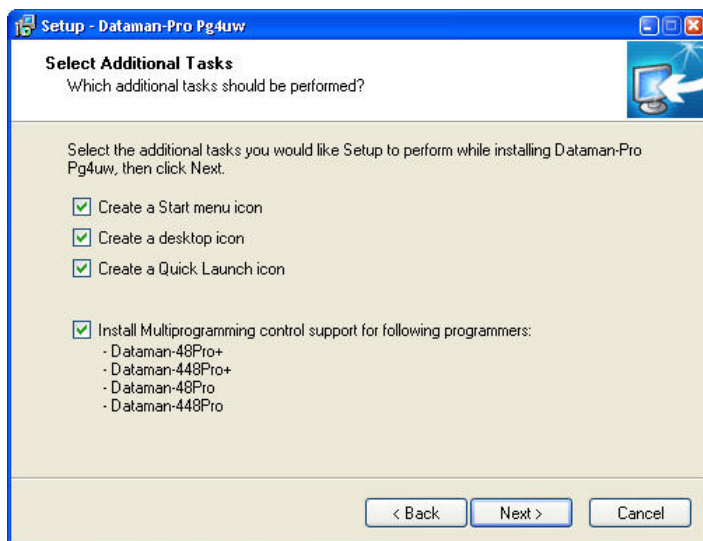 Setup - Dataman-Pro Pg4uw
Select Additional Tasks
Which additional tasks should be performed?
Select the additional tasks you would like Setup to perform while installing Dataman-Pro
Pg4uw, then click Next.
Create a Start menu icon
Create a desktop icon
Create a Quick Launch icon
Install Multiprogramming control support for following programmers:
- Dataman-48Pro+
- Dataman-448Pro+
- Dataman-48Pro
- Dataman-448Pro
< Back
Next >
Cancel